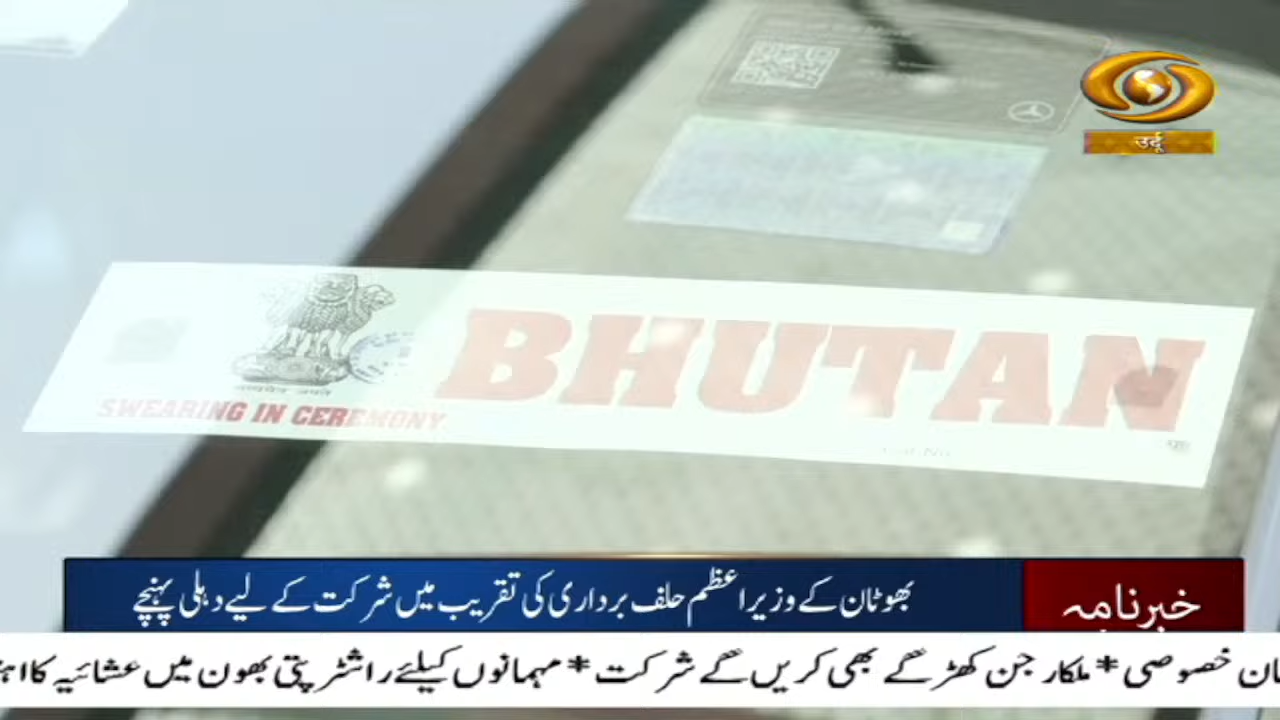 उर्दू
BHUTAN
SWEARING IN CEREMONY
بھوٹان کے وزیر اعظم حلف برداری کی تقریب میں شرکت کے لیے دہلی پہنچے
خبرنامہ
خصوصی * ملکارجن کھڑگے بھی کریں گے شرکت * مہمانوں کیلئے راشٹرپتی بھون میں عشائیہ کا